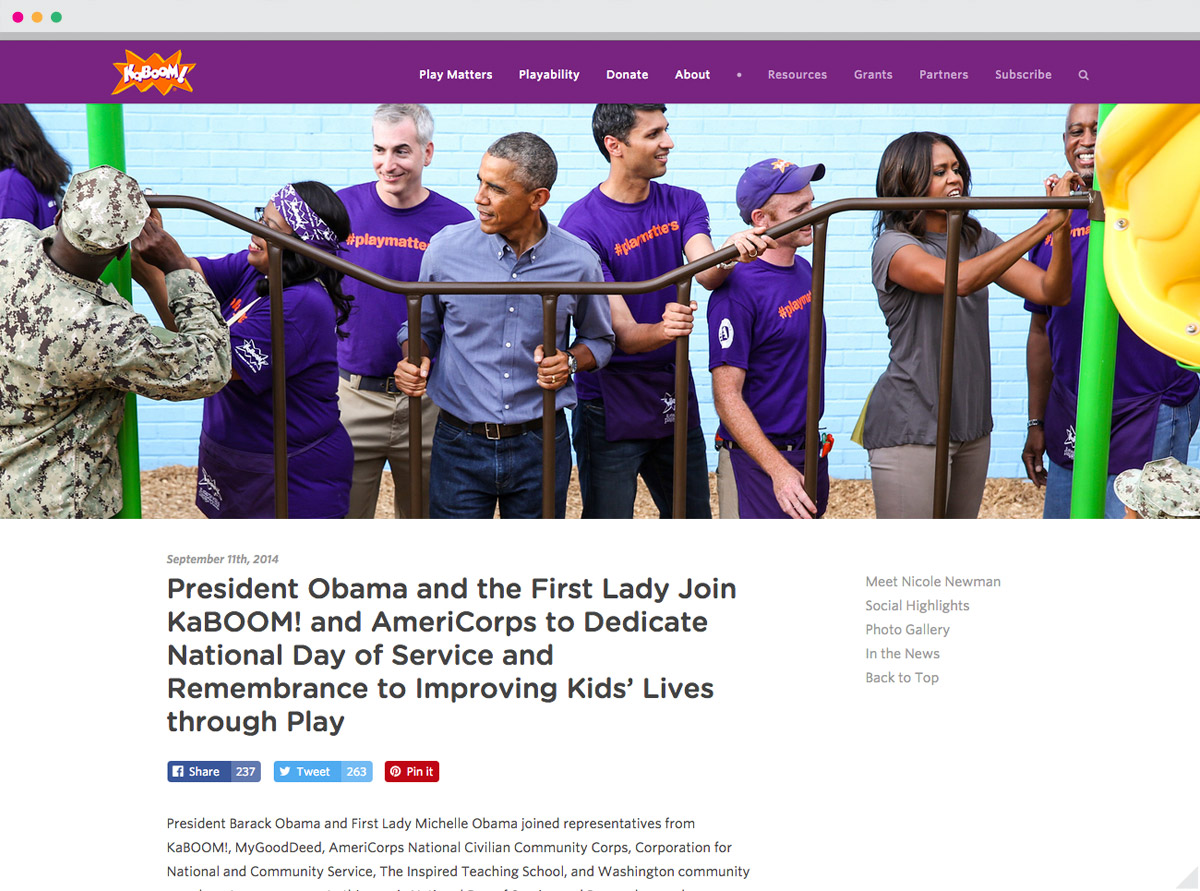 KaBOOM!
Play Matters Playability Donate About • Resources Grants Partners Subscribe
#playmatte
#playmatters
#playmat
#playma
September 11th, 2014
President Obama and the First Lady Join
KaBOOM! and AmeriCorps to Dedicate
National Day of Service and
Remembrance to Improving Kids’ Lives
through Play
Meet Nicole Newman
Social Highlights
Photo Gallery
In the News
Back to Top
Share 237 Tweet 263 Pin it
President Barack Obama and First Lady Michelle Obama joined representatives from
KaBOOM!, MyGoodDeed, AmeriCorps National Civilian Community Corps, Corporation for
National and Community Service, The Inspired Teaching School, and Washington community